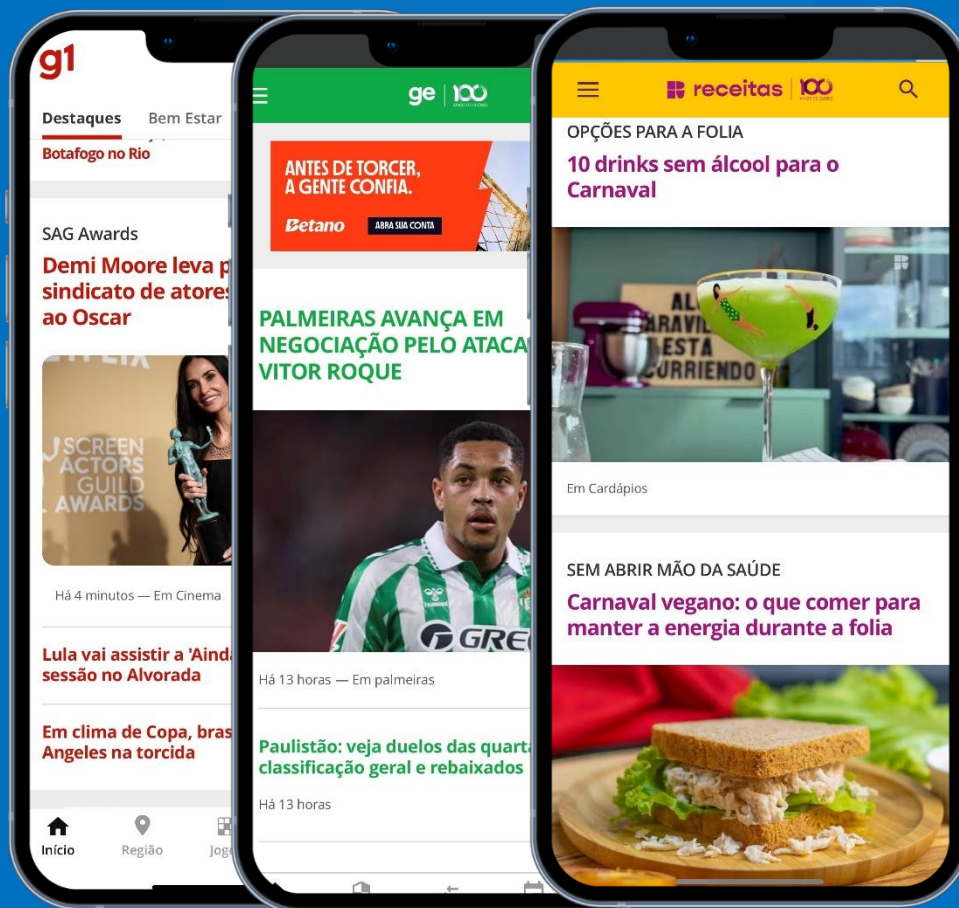 g1
Destaques Bem Estar
Botafogo no Rio
SAG Awards
Demi Moore leva
sindicato de atores
ao Oscar
SCREEN
ACTORS
GUILD
AWARDS
Há 4 minutos — Em Cinema
Lula vai assistir a
sessão no Alvorada
Em clima de Copa,
Angeles na torcida
Início Região
ge 100
ANTES DE TORCER,
A GENTE CONFIA.
Betano ABRA SUA CONTA
PALMEIRAS AVANÇA EM
NEGOCIAÇÃO PELO
VITOR ROQUE
hummel
Há 13 horas — Em palmeiras
Paulistão: veja duelos das
classificação geral e rebaixados
Há 13 horas
receitas 100
OPÇÕES PARA A FOLIA
10 drinks sem álcool para o
Carnaval
ESTA
Em Cardápios
SEM ABRIR MÃO DA SAÚDE
Carnaval vegano: o que comer para
manter a energia durante a folia